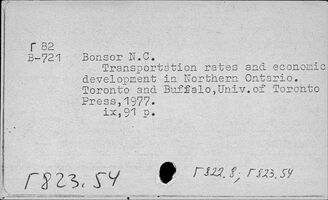 Г 82
В-721
Bonsor N.C.
Transportation rates and economic
development in Northern Ontario.
Toronto and Buffalo,Univ.of Toronto
Press,1977.
ix,91 p.
Г822.8; Г823.54
Г823.54